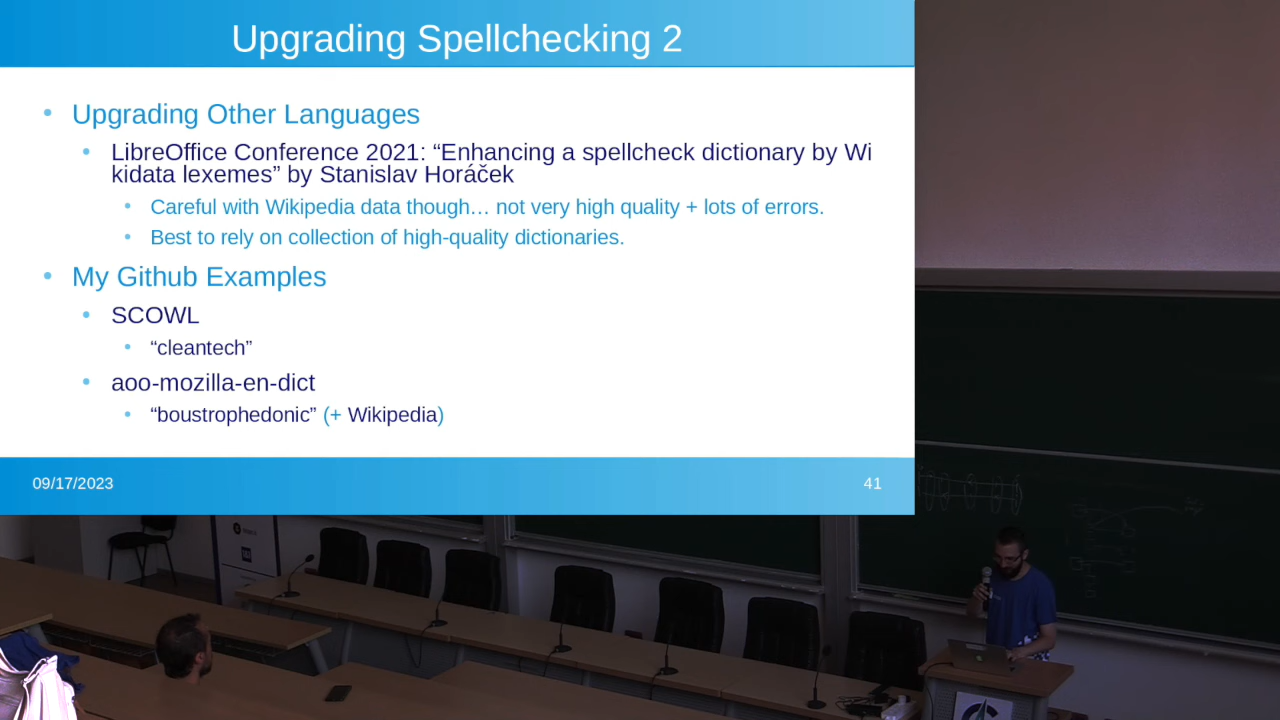 Upgrading Spellchecking 2
Upgrading Other Languages
LibreOffice Conference 2021: “Enhancing a spellcheck dictionary by Wi
kidata lexemes” by Stanislav Horáček
Careful with Wikipedia data though… not very high quality + lots of errors.
Best to rely on collection of high-quality dictionaries.
My Github Examples
SCOWL
“cleantech”
aoo-mozilla-en-dict
“boustrophedonic” (+ Wikipedia)
09/17/2023
41